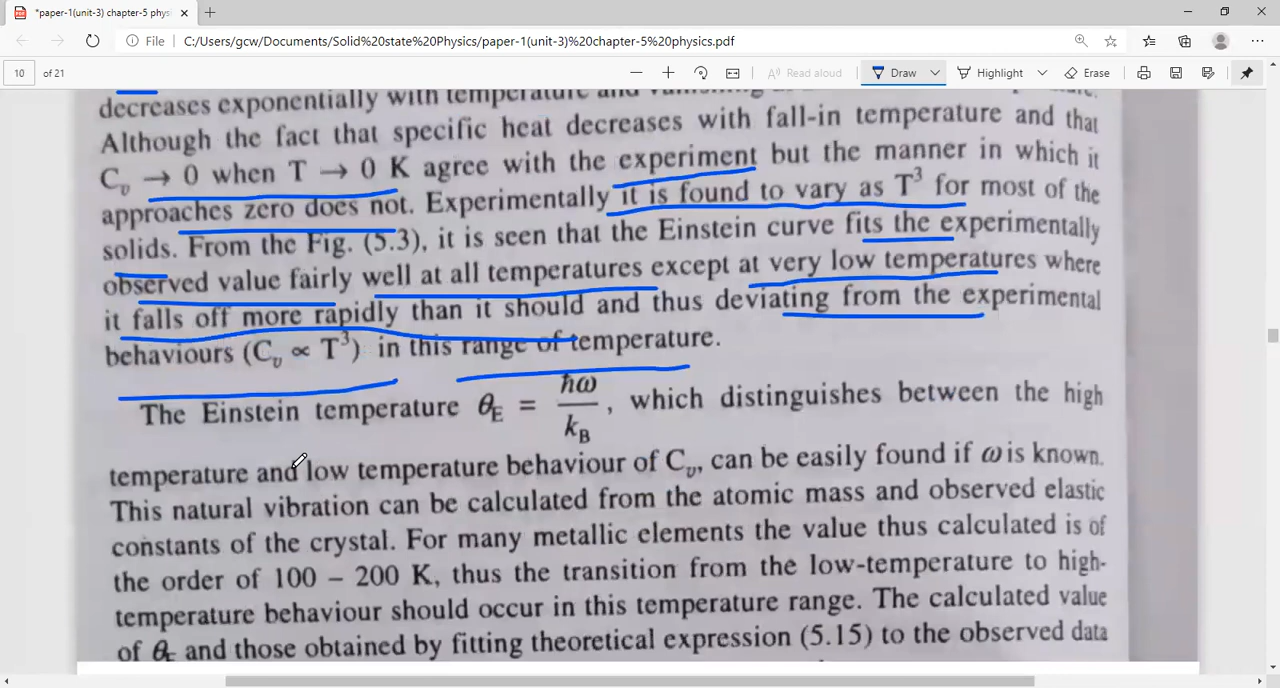 *paper-1(unit-3) chapter-5 physi
File C:/Users/gcw/Documents/Solid%20state%20Physics/paper-1(unit-3)%20chapter-5%20physics.pdf
10 of 21 Read aloud Draw Highlight Erase
decreases exponentially with temperature and
Although the fact that specific heat decreases with fall-in temperature and that
Cᵥ → 0 when T → 0 K agree with the experiment but the manner in which it
approaches zero does not. Experimentally it is found to vary as T³ for most of the
solids. From the Fig. (5.3), it is seen that the Einstein curve fits the experimentally
observed value fairly well at all temperatures except at very low temperatures where
it falls off more rapidly than it should and thus deviating from the experimental
behaviours (Cᵥ ∝ T³) in this range of temperature.
The Einstein temperature θ_E = ħω / k_B , which distinguishes between the high
temperature and low temperature behaviour of Cᵥ, can be easily found if ω is known.
This natural vibration can be calculated from the atomic mass and observed elastic
constants of the crystal. For many metallic elements the value thus calculated is of
the order of 100 – 200 K, thus the transition from the low-temperature to high-
temperature behaviour should occur in this temperature range. The calculated value
of θ_E and those obtained by fitting theoretical expression (5.15) to the observed data